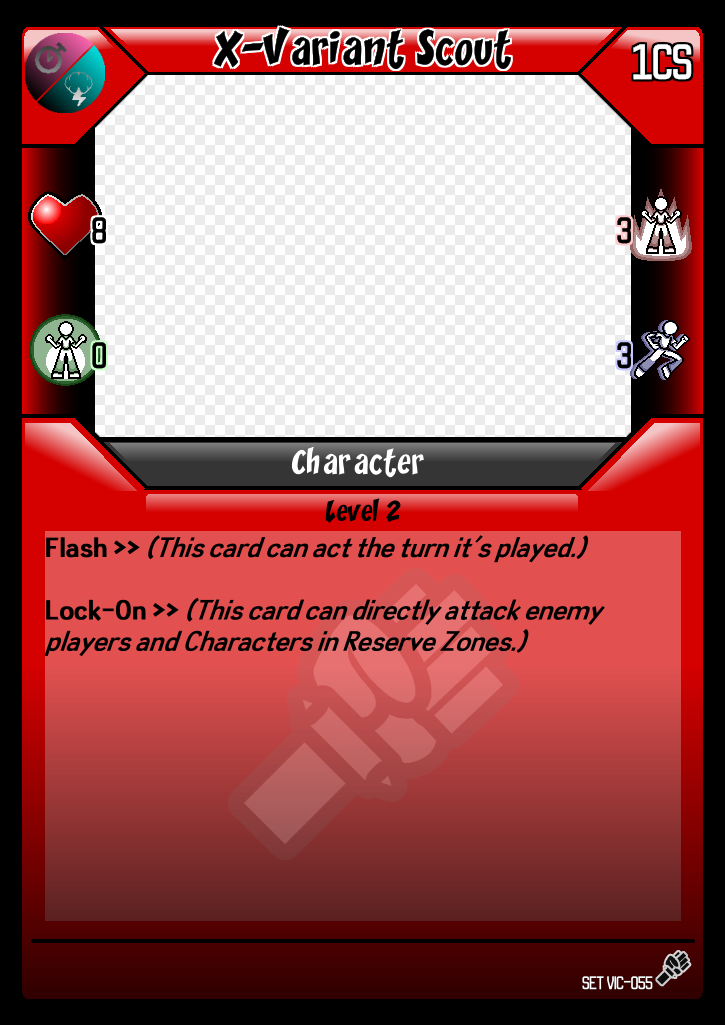 X-Variant Scout
1CS
8
3
0
3
Character
Level 2
Flash >> (This card can act the turn it's played.)
Lock-On >> (This card can directly attack enemy
players and Characters in Reserve Zones.)
SET VIC-055